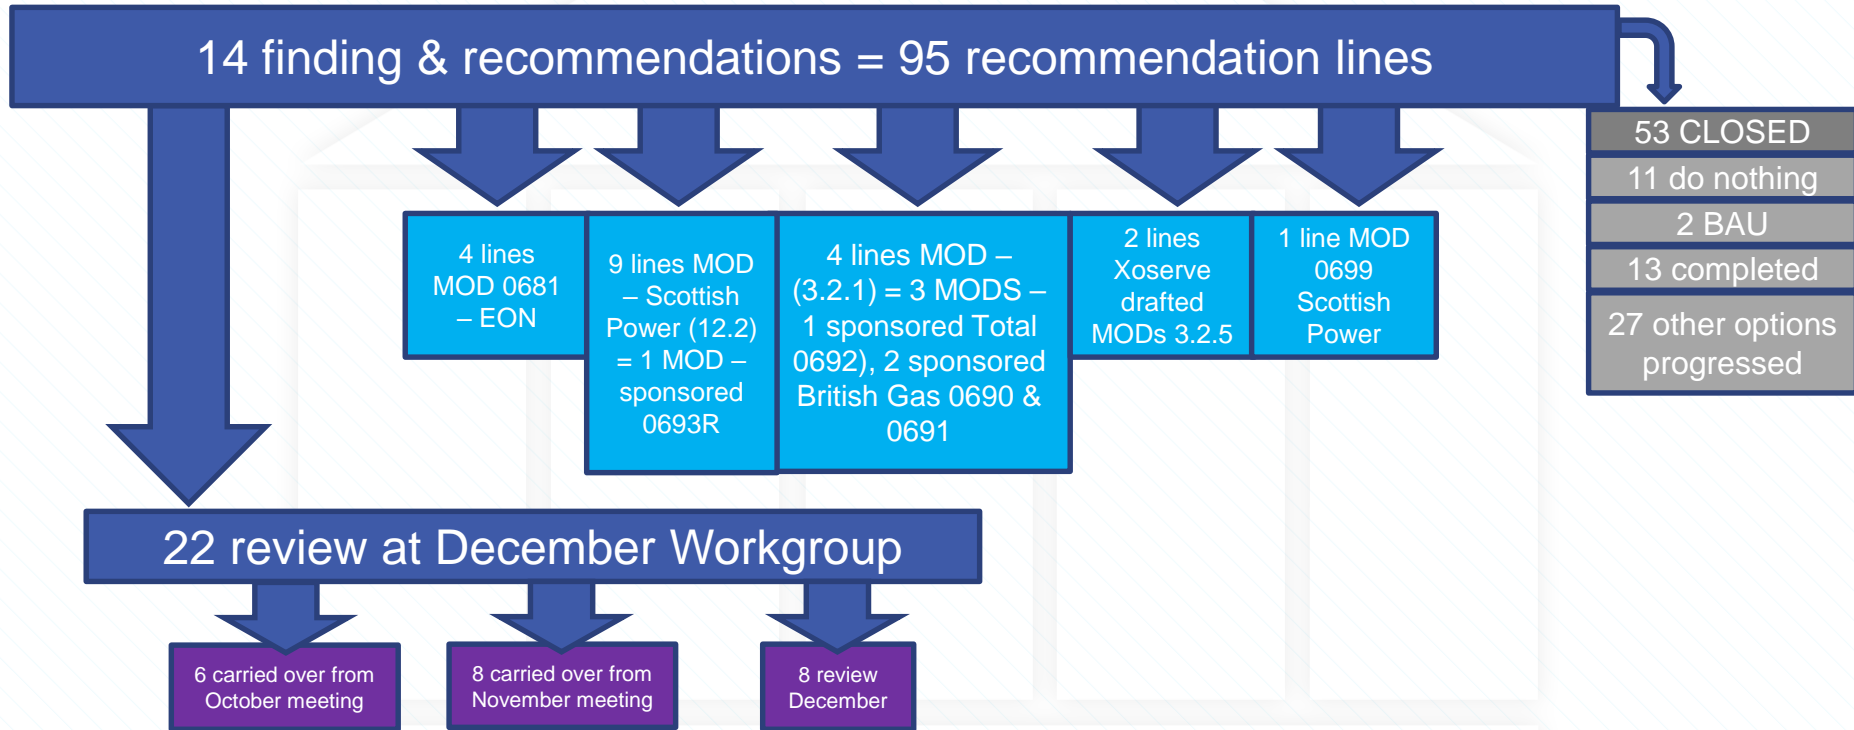 14 finding & recommendations = 95 recommendation lines
53 CLOSED
11 do nothing
2 BAU
13 completed
27 other options
progressed
4 lines
MOD 0681
– EON
9 lines MOD
– Scottish
Power (12.2)
= 1 MOD –
sponsored
0693R
4 lines MOD –
(3.2.1) = 3 MODS –
1 sponsored Total
0692), 2 sponsored
British Gas 0690 &
0691
2 lines
Xoserve
drafted
MODs 3.2.5
1 line MOD
0699
Scottish
Power
22 review at December Workgroup
6 carried over from
October meeting
8 carried over from
November meeting
8 review
December